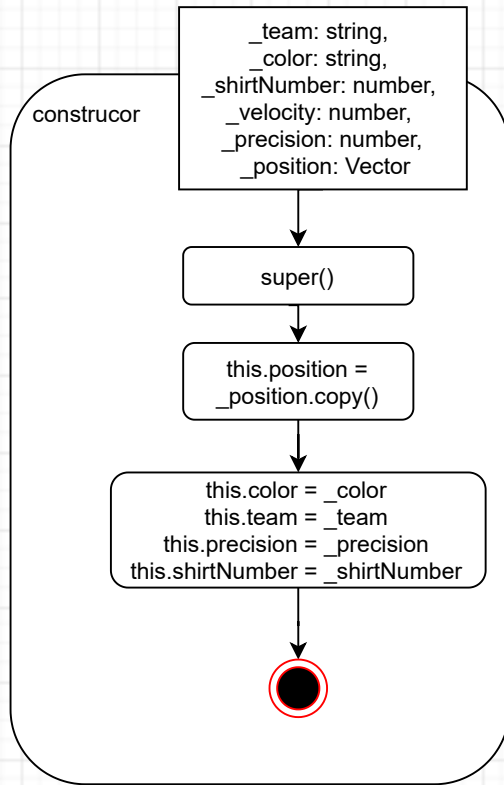 _team: string,
_color: string,
_shirtNumber: number,
_velocity: number,
_precision: number,
_position: Vector
construcor
super()
this.position =
_position.copy()
this.color = _color
this.team = _team
this.precision = _precision
this.shirtNumber = _shirtNumber